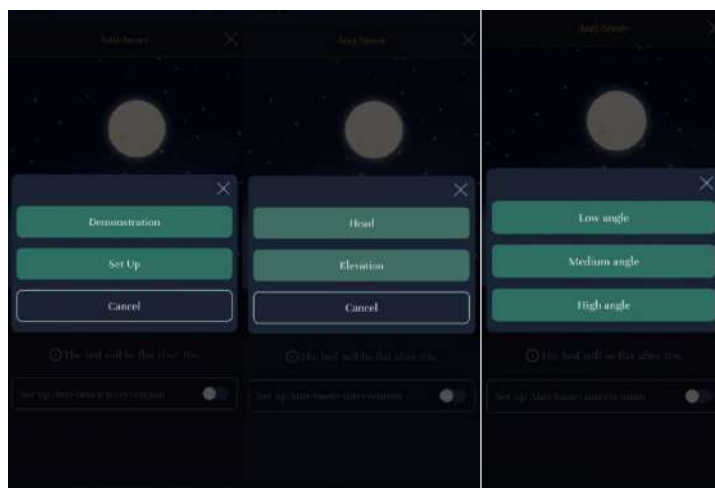 Anti-Snore
Demonstration
Set Up
Cancel
The bed will be flat after 10s.
Set up Anti-Snore intervention
Anti-Snore
Head
Elevation
Cancel
The bed will be flat after 10s.
Set up Anti-Snore intervention
Anti-Snore
Low angle
Medium angle
High angle
The bed will be flat after 10s.
Set up Anti-Snore intervention